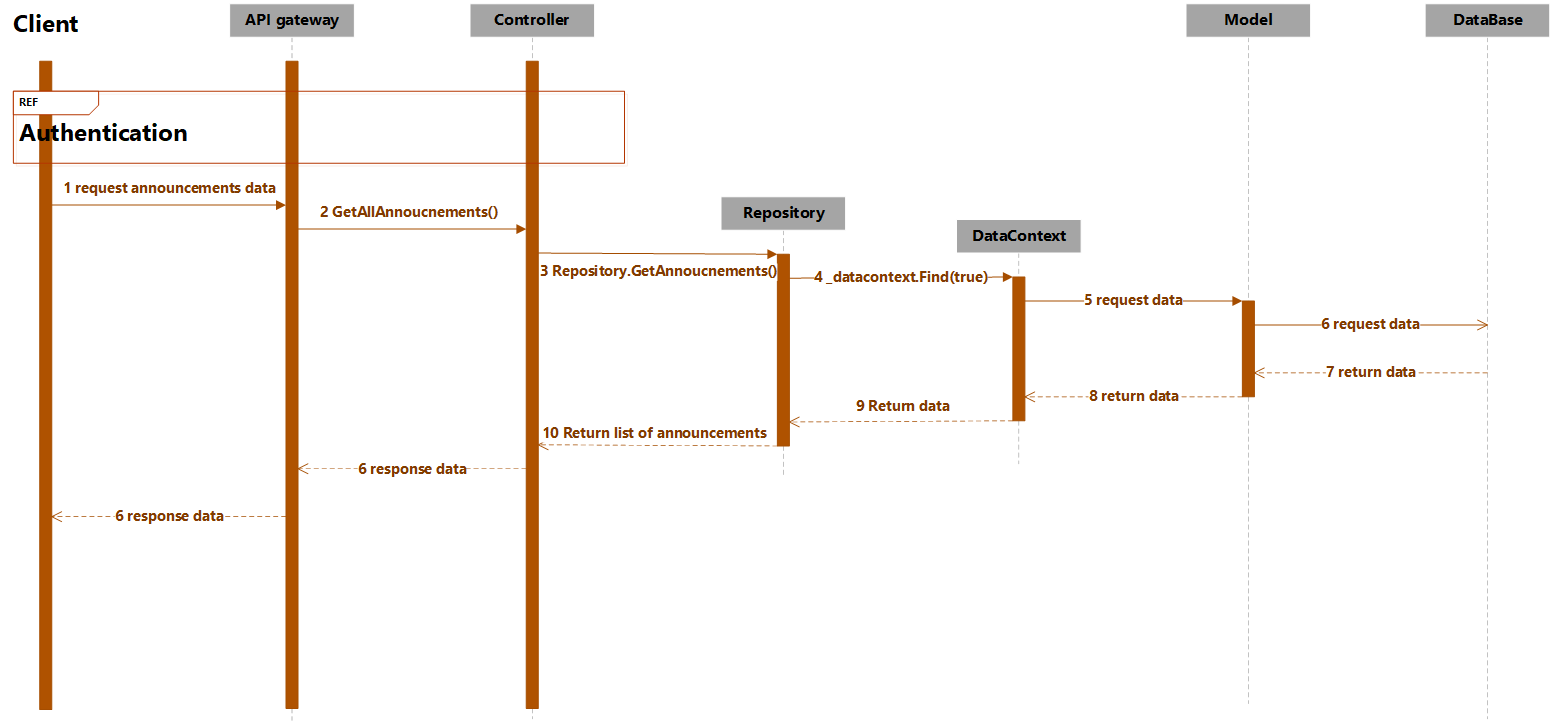 Client
API gateway
Controller
Model
DataBase
REF
Authentication
1 request announcements data
2 GetAllAnnoucnements()
Repository
DataContext
3 Repository.GetAnnoucnements()
4 _datacontext.Find(true)
5 request data
6 request data
7 return data
8 return data
9 Return data
10 Return list of announcements
6 response data
6 response data